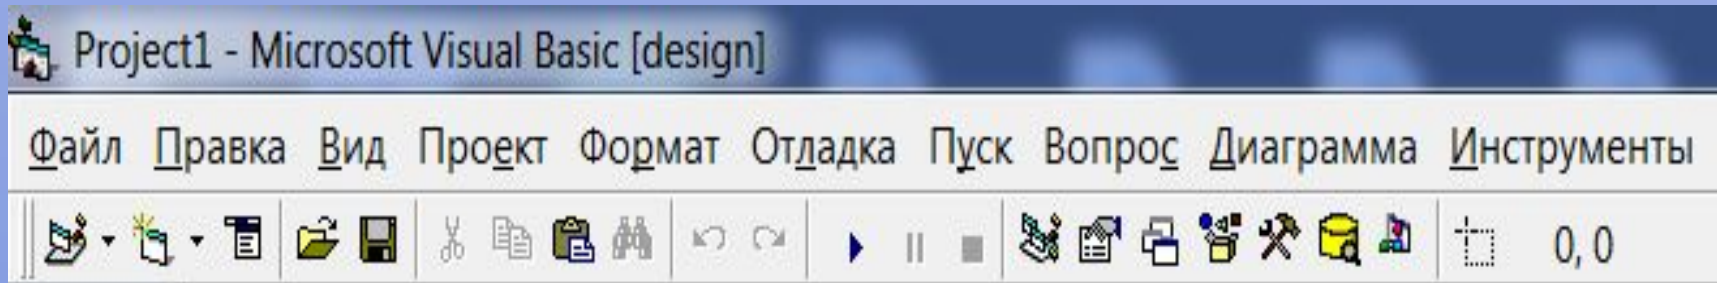 Project1 - Microsoft Visual Basic [design]
Файл Правка Вид Проект Формат Отладка Пуск Вопрос Диаграмма Инструменты
0, 0